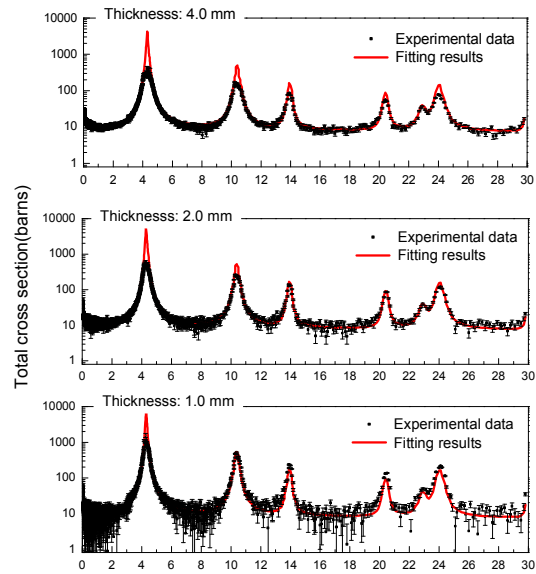 Thicknesss: 4.0 mm
10000
1000
100
10
1
Experimental data
Fitting results
0 2 4 6 8 10 12 14 16 18 20 22 24 26 28 30
Total cross section(barns)
Thicknesss: 2.0 mm
10000
1000
100
10
1
Experimental data
Fitting results
0 2 4 6 8 10 12 14 16 18 20 22 24 26 28 30
Thicknesss: 1.0 mm
10000
1000
100
10
1
Experimental data
Fitting results
0 2 4 6 8 10 12 14 16 18 20 22 24 26 28 30